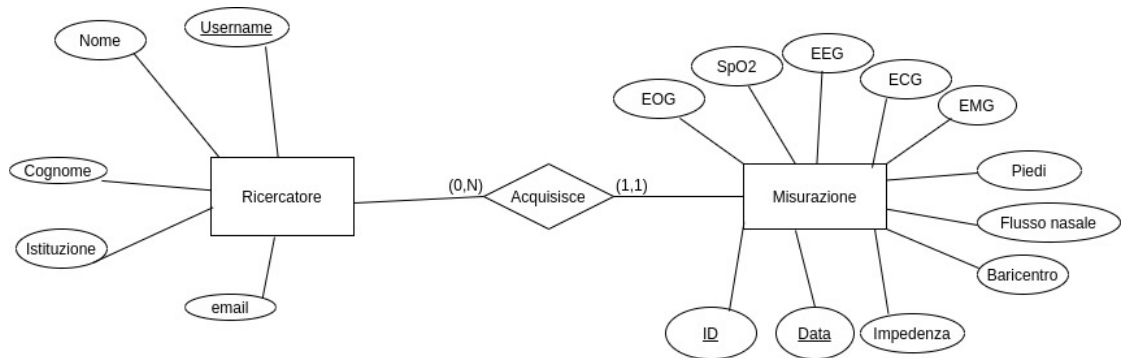 Nome
Username
Cognome
Istituzione
email
Ricercatore
(0,N)
Acquisisce
(1,1)
Misurazione
EOG
SpO2
EEG
ECG
EMG
Piedi
Flusso nasale
Baricentro
Impedenza
Data
ID